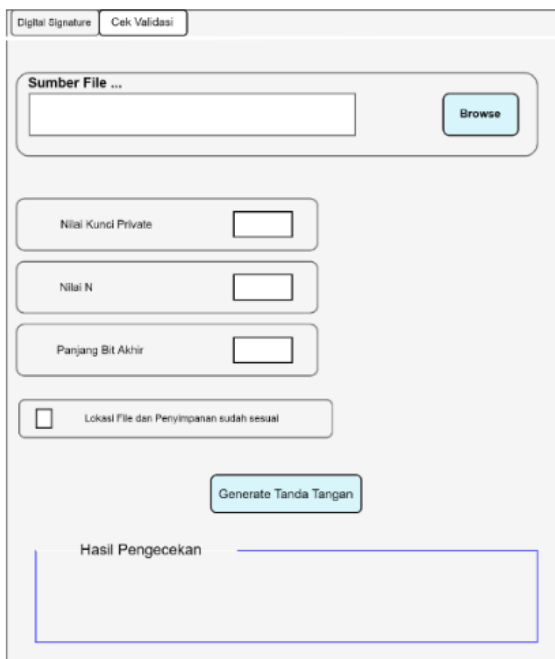 Digital Signature
Cek Validasi
Sumber File ...
Browse
Nilai Kunci Private
Nilai N
Panjang Bit Akhir
Lokasi File dan Penyimpanan sudah sesuai
Generate Tanda Tangan
Hasil Pengecekan